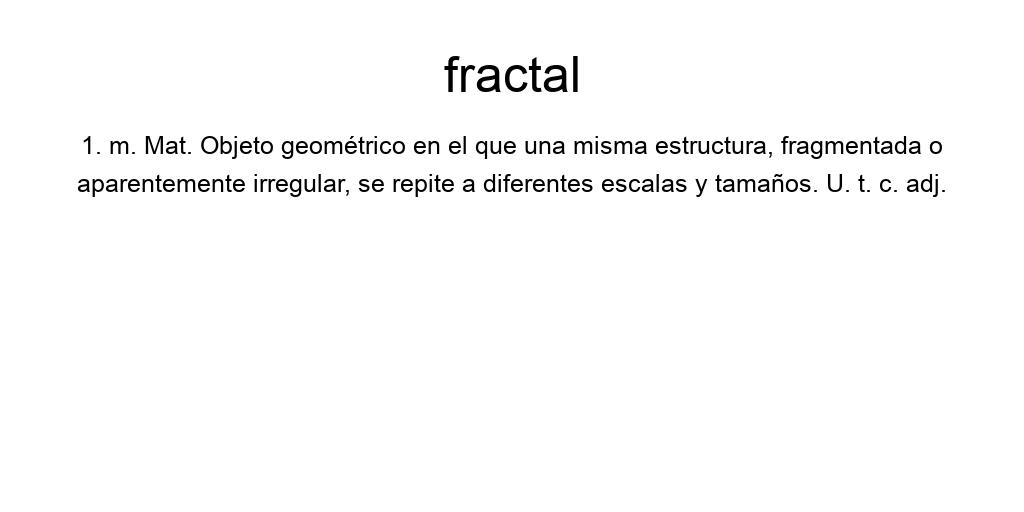 fractal
1. m. Mat. Objeto geométrico en el que una misma estructura, fragmentada o
aparentemente irregular, se repite a diferentes escalas y tamaños. U. t. c. adj.